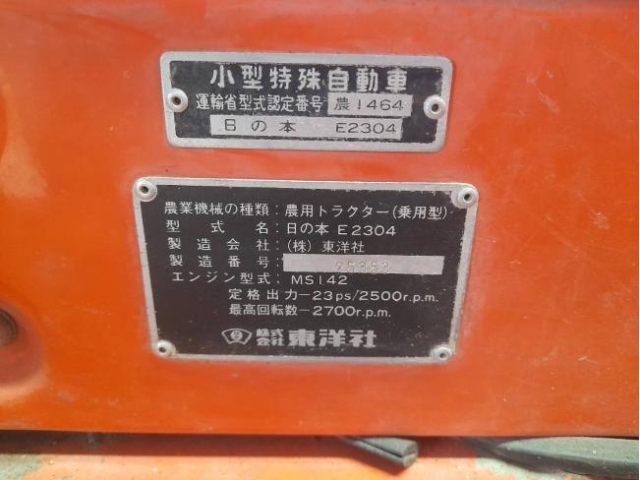 小型特殊自動車
運輸省型式認定番号 農1464
日の本 E2304
農業機械の種類:農用トラクター(乗用型)
型式名:日の本 E2304
製造会社:(株)東洋社
製造番号:
エンジン型式:MS142
定格出力-23ps/2500r.p.m.
最高回転数-2700r.p.m.
株式会社 東洋社